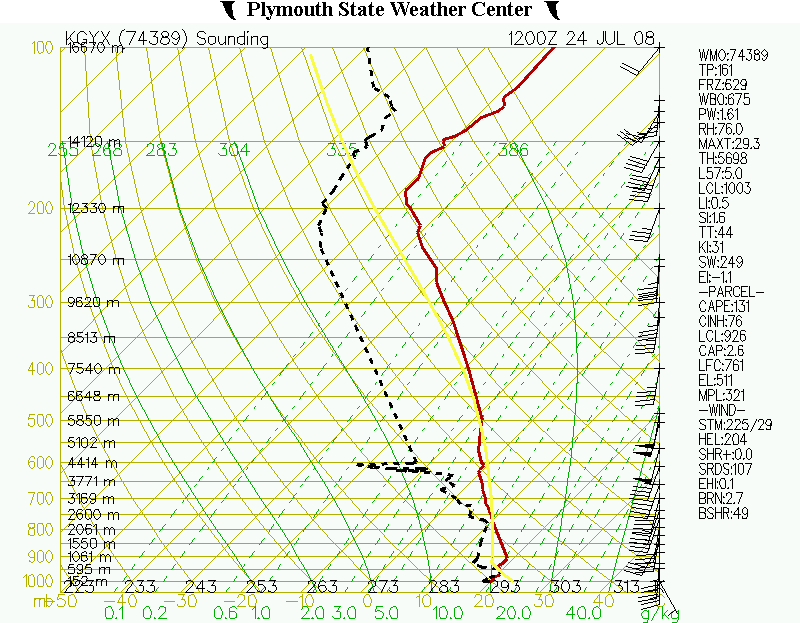 Plymouth State Weather Center
KGYX (74389) Sounding 1200Z 24 JUL 08
100 16670 m
14120 m
253 268 283 304 335 386
200 12330 m
10870 m
300 9620 m
8513 m
400 7540 m
6648 m
500 5850 m
5102 m
600 4414 m
3771 m
700 3169 m
2600 m
800 2061 m
1550 m
900 1061 m
595 m
1000 152 m
223 233 243 253 263 273 283 293 303 313
mb -50 -40 -30 -20 -10 0 10 20 30 40
0.1 0.2 0.6 1.0 2.0 3.0 5.0 10.0 20.0 40.0 g/kg
WMO:74389
TP:161
FRZ:629
WB0:675
PW:1.61
RH:76.0
MAXT:29.3
TH:5698
L57:5.0
LCL:1003
LI:0.5
SI:1.6
TT:44
KI:31
SW:249
EI:-1.1
-PARCEL-
CAPE:131
CINH:76
LCL:926
CAP:2.6
LFC:761
EL:511
MPL:321
-WIND-
STM:225/29
HEL:204
SHR+:0.0
SRDS:107
EHI:0.1
BRN:2.7
BSHR:49